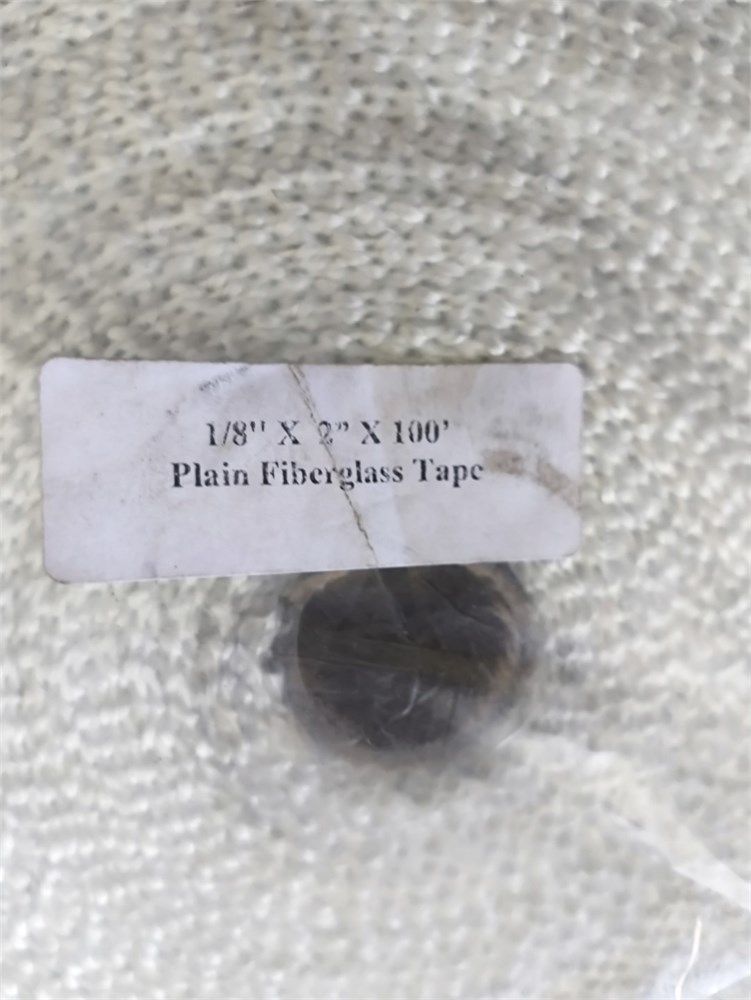 1/8" X 2” X 100’
Plain Fiberglass Tape